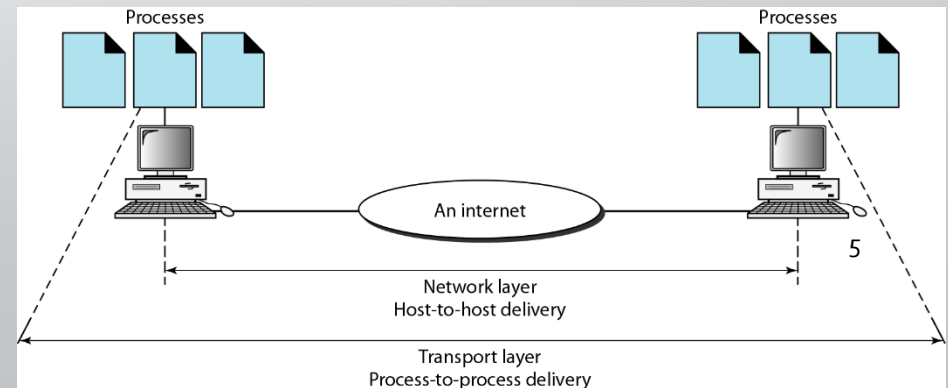 Processes
Processes
An internet
5
Network layer
Host-to-host delivery
Transport layer
Process-to-process delivery